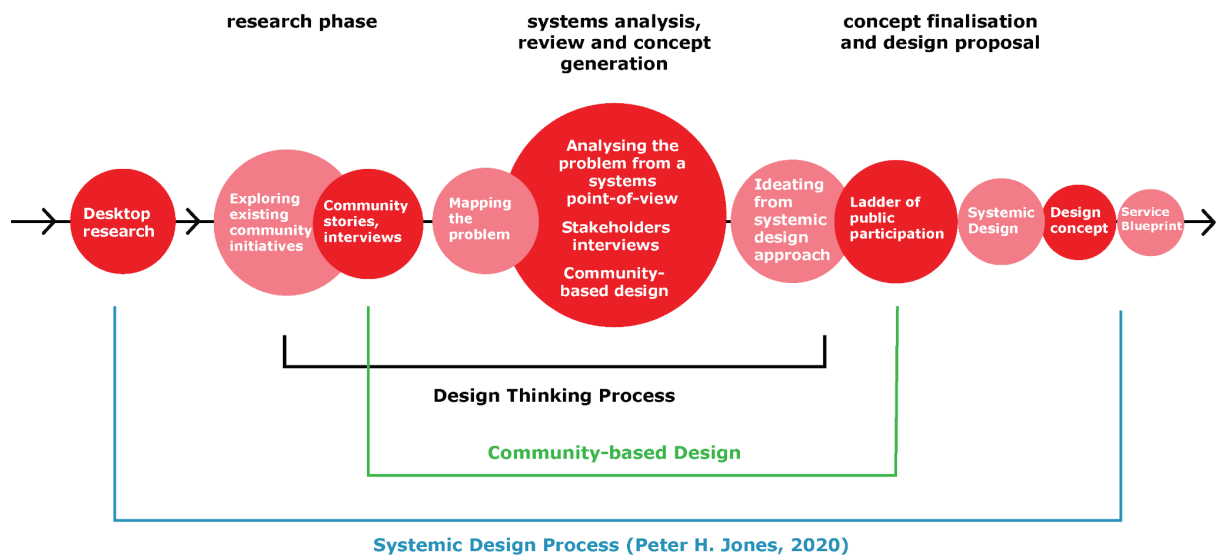 research phase
systems analysis,
review and concept
generation
concept finalisation
and design proposal
Desktop
research
Exploring
existing
community
initiatives
Community
stories,
interviews
Mapping
the
problem
Analysing the
problem from a
systems
point-of-view
Stakeholders
interviews
Community-
based design
Ideating
from
systemic
design
approach
Ladder of
public
participation
Systemic
Design
Design
concept
Service
Blueprint
Design Thinking Process
Community-based Design
Systemic Design Process (Peter H. Jones, 2020)